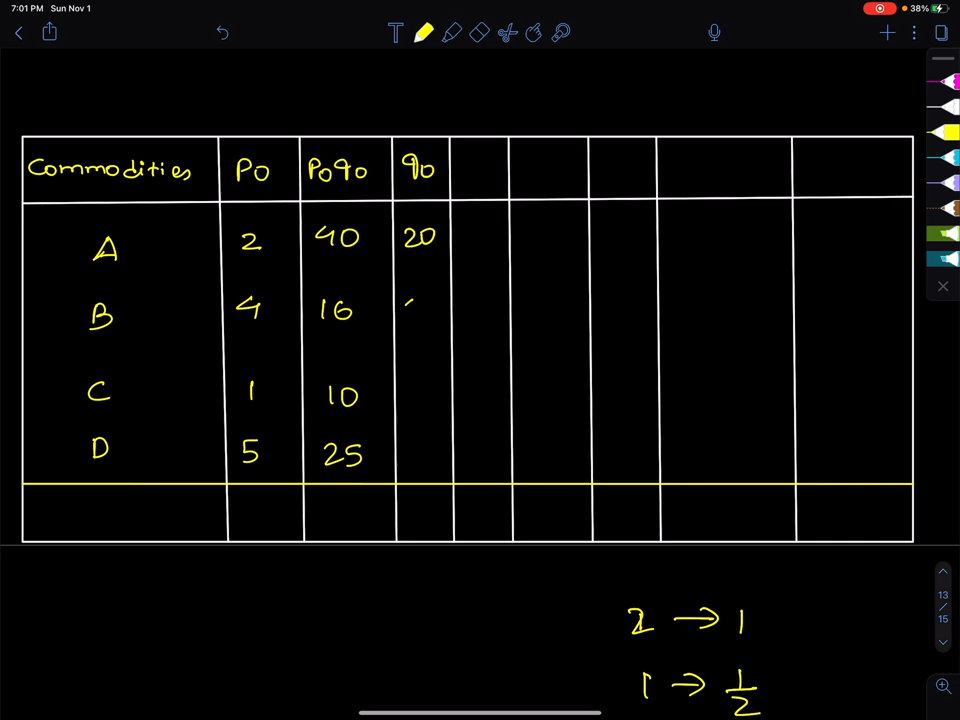 7:01 PM Sun Nov 1
38%
T
Commodities P0 P0q0 q0
A 2 40 20
B 4 16
C 1 10
D 5 25
13
/
15
2 → 1
1 → 1/2